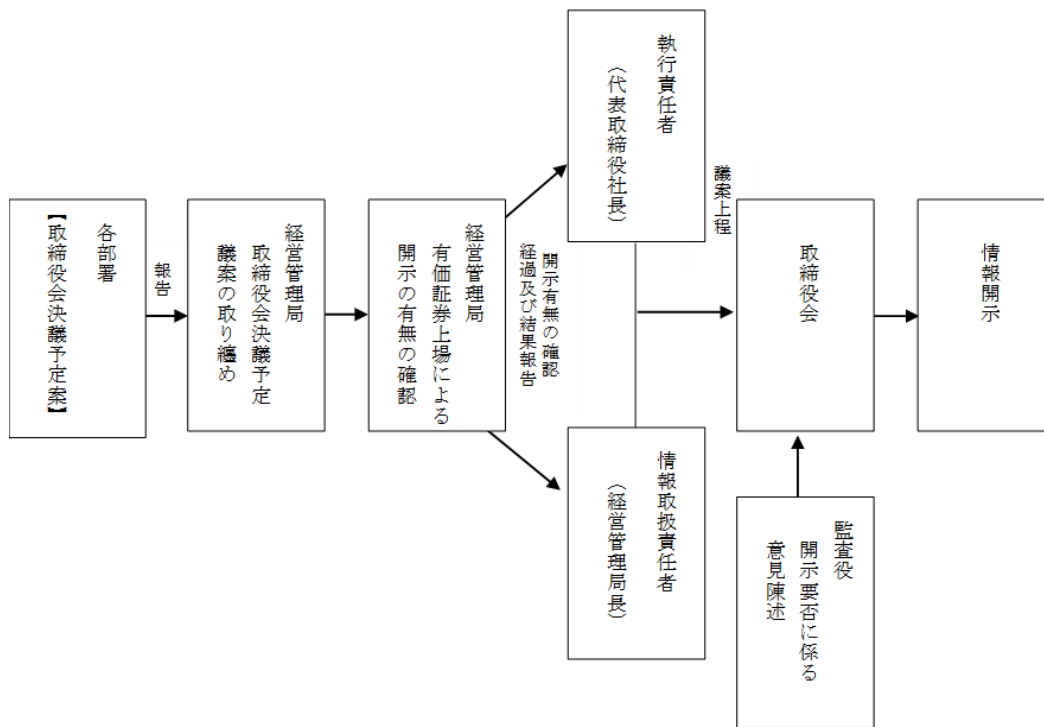 各部署
【取締役会決議予定案】
報告
経営管理局
取締役会決議予定
議案の取り纏め
経営管理局
有価証券上場による
開示の有無の確認
開示有無の確認
経過及び結果報告
執行責任者
（代表取締役社長）
情報取扱責任者
（経営管理局長）
議案上程
取締役会
監査役
開示要否に係る
意見陳述
情報開示